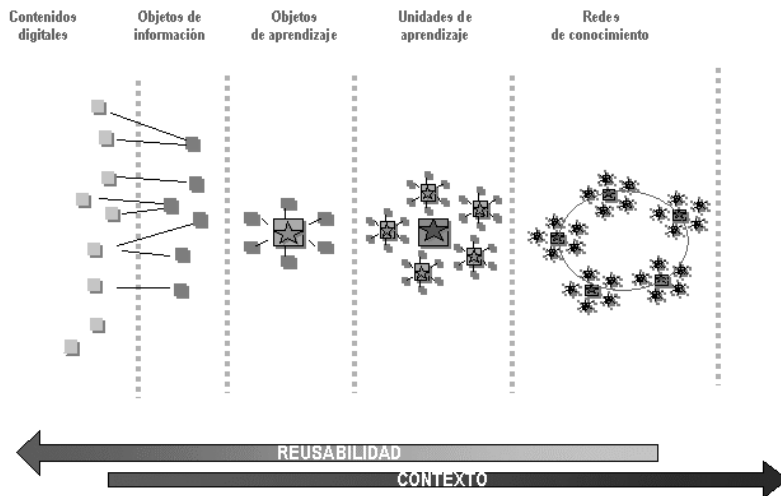 Contenidos
digitales
Objetos de
información
Objetos
de aprendizaje
Unidades de
aprendizaje
Redes
de conocimiento
REUSABILIDAD
CONTEXTO